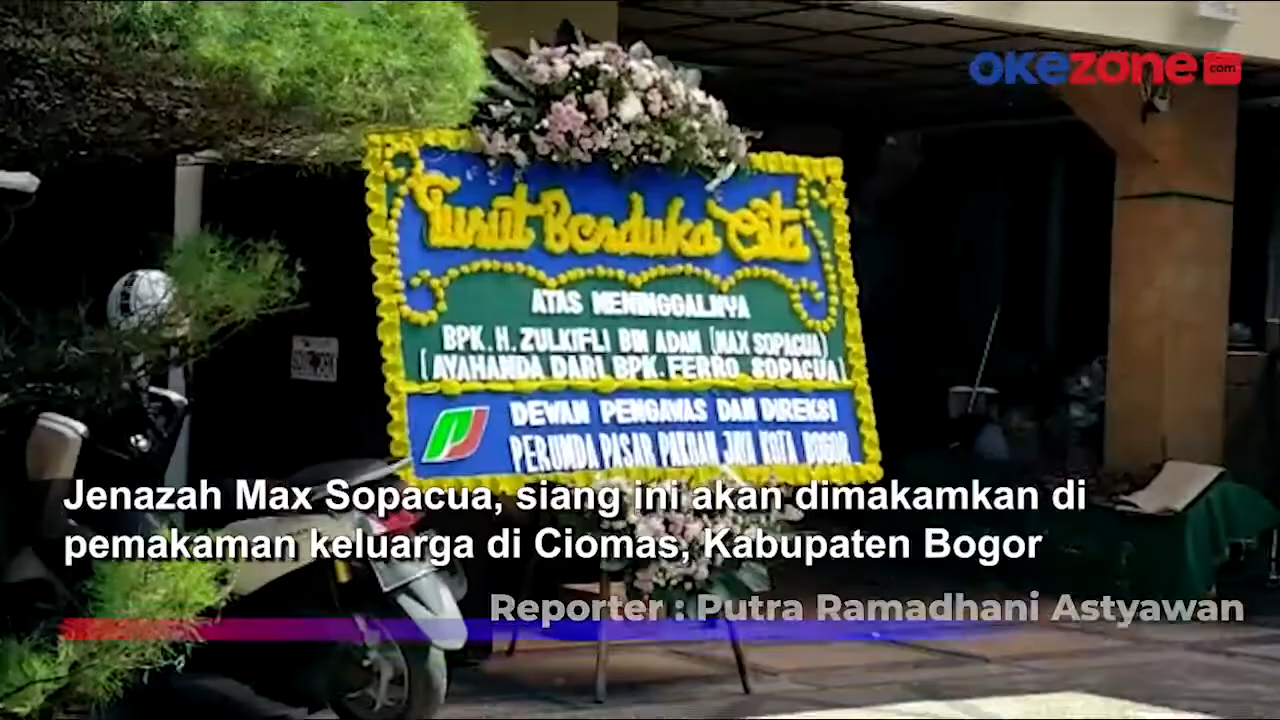 OKEZONE.com
Turut Berduka Cita
ATAS MENINGGALNYA
BPK. H. ZULKIFLI BIN ADAM (MAX SOPACUA)
(AYAHANDA DARI BPK. FERRO SOPACUA)
DEWAN PENGAWAS DAN DIREKSI
PERUMDA PASAR PAKUAN JAYA KOTA BOGOR
Jenazah Max Sopacua, siang ini akan dimakamkan di
pemakaman keluarga di Ciomas, Kabupaten Bogor
Reporter : Putra Ramadhani Astyawan